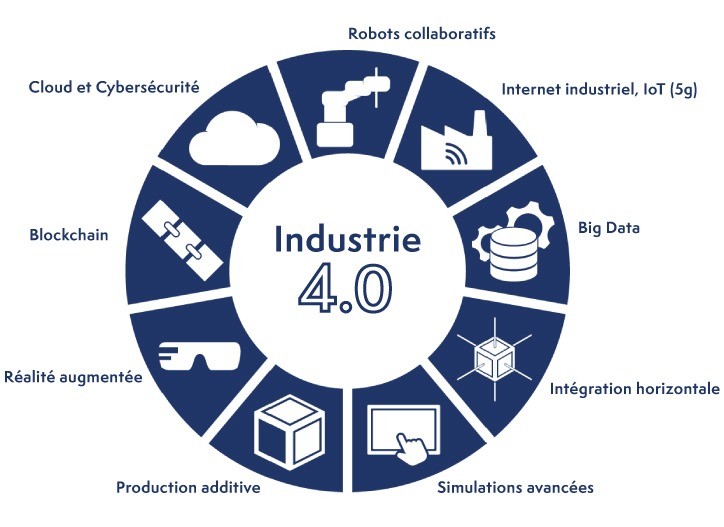 Robots collaboratifs
Cloud et Cybersécurité
Internet industriel, IoT (5g)
Blockchain
Big Data
Industrie
4.0
Réalité augmentée
Intégration horizontale
Production additive
Simulations avancées